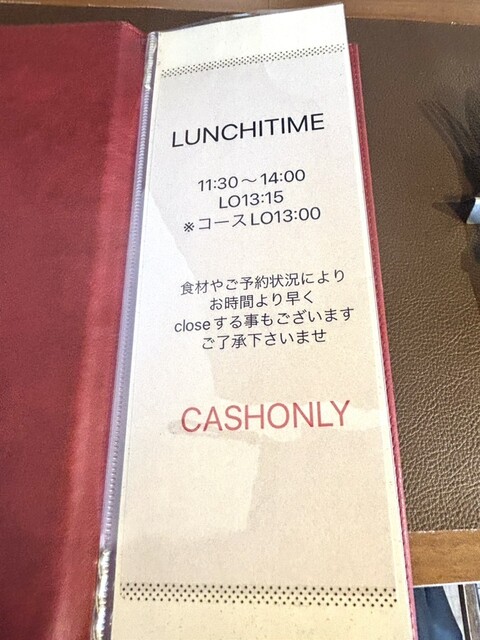 LUNCHITIME
11:30～14:00
LO13:15
※コースLO13:00
食材やご予約状況により
お時間より早く
closeする事もございます
ご了承下さいませ
CASHONLY